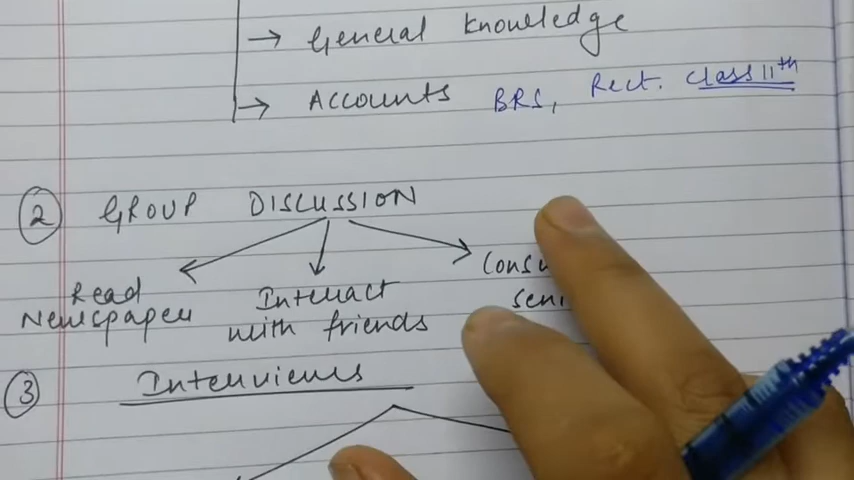 → General Knowledge
→ Accounts BRS, Rect. Class 11th
② GROUP DISCUSSION
Read Newspaper
Interact with friends
③ Interviews